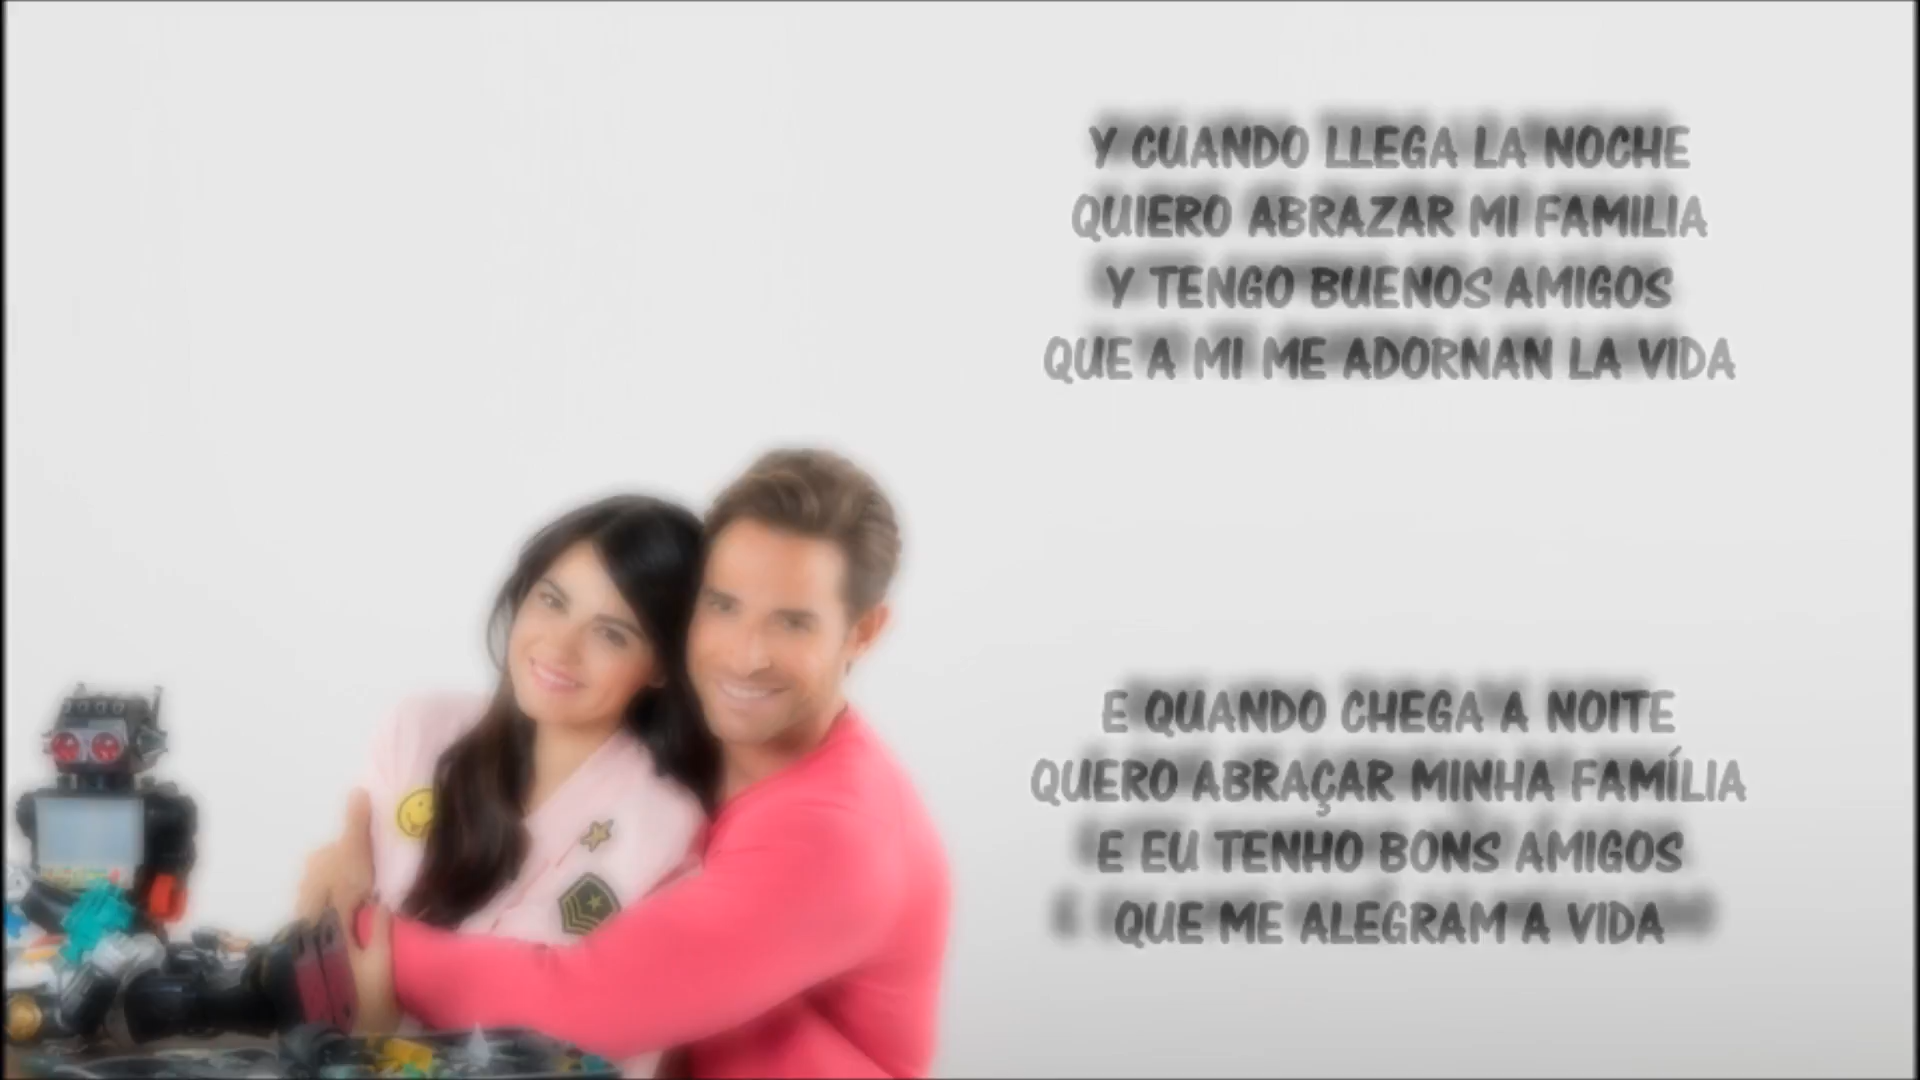 Y CUANDO LLEGA LA NOCHE
QUIERO ABRAZAR MI FAMILIA
Y TENGO BUENOS AMIGOS
QUE A MI ME ADORNAN LA VIDA
E QUANDO CHEGA A NOITE
QUERO ABRAÇAR MINHA FAMÍLIA
E EU TENHO BONS AMIGOS
QUE ME ALEGRAM A VIDA